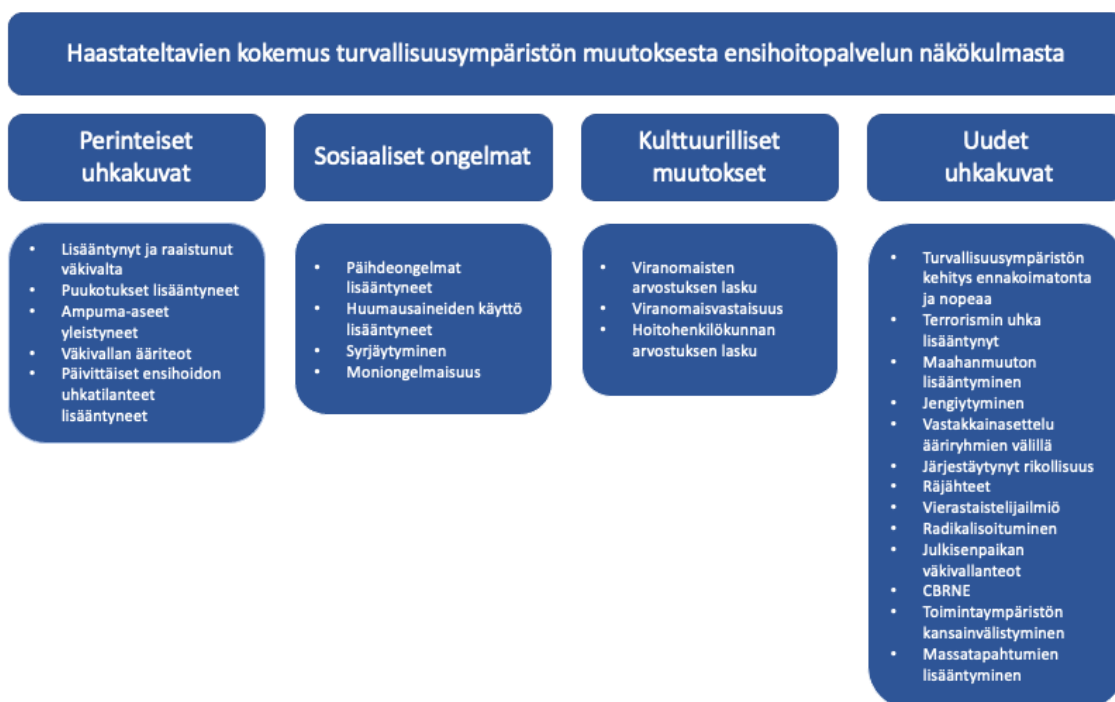 Haastateltavien kokemus turvallisuusympäristön muutoksesta ensihoitopalvelun näkökulmasta
Perinteiset
uhkakuvat
• Lisääntynyt ja raaistunut
väkivalta
• Puukotukset lisääntyneet
• Ampuma-aseet
yleistyneet
• Väkivallan ääriteot
• Päivittäiset ensihoidon
uhkatilanteet
lisääntyneet
Sosiaaliset ongelmat
• Päihdeongelmat
lisääntyneet
• Huumausaineiden käyttö
lisääntyneet
• Syrjäytyminen
• Moniongelmaisuus
Kulttuurilliset
muutokset
• Viranomaisten
arvostuksen lasku
• Viranomaisvastaisuus
• Hoitohenkilökunnan
arvostuksen lasku
Uudet
uhkakuvat
• Turvallisuusympäristön
kehitys ennakoimatonta
ja nopeaa
• Terrorismin uhka
lisääntynyt
• Maahanmuuton
lisääntyminen
• Jengiytyminen
• Vastakkainasettelu
ääriryhmien välillä
• Järjestäytynyt rikollisuus
• Räjähteet
• Vierastaistelijailmiö
• Radikalisoituminen
• Julkisenpaikan
väkivallanteot
• CBRNE
• Toimintaympäristön
kansainvälistyminen
• Massatapahtumien
lisääntyminen